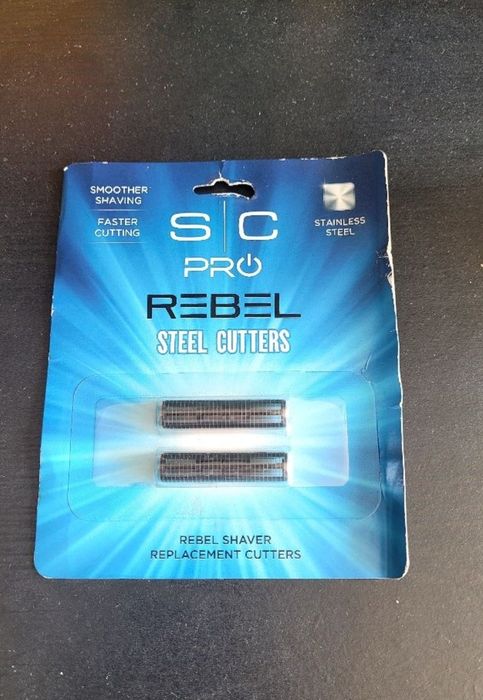 SMOOTHER
SHAVING
FASTER
CUTTING
S|C
PRO
STAINLESS
STEEL
REBEL
STEEL CUTTERS
REBEL SHAVER
REPLACEMENT CUTTERS